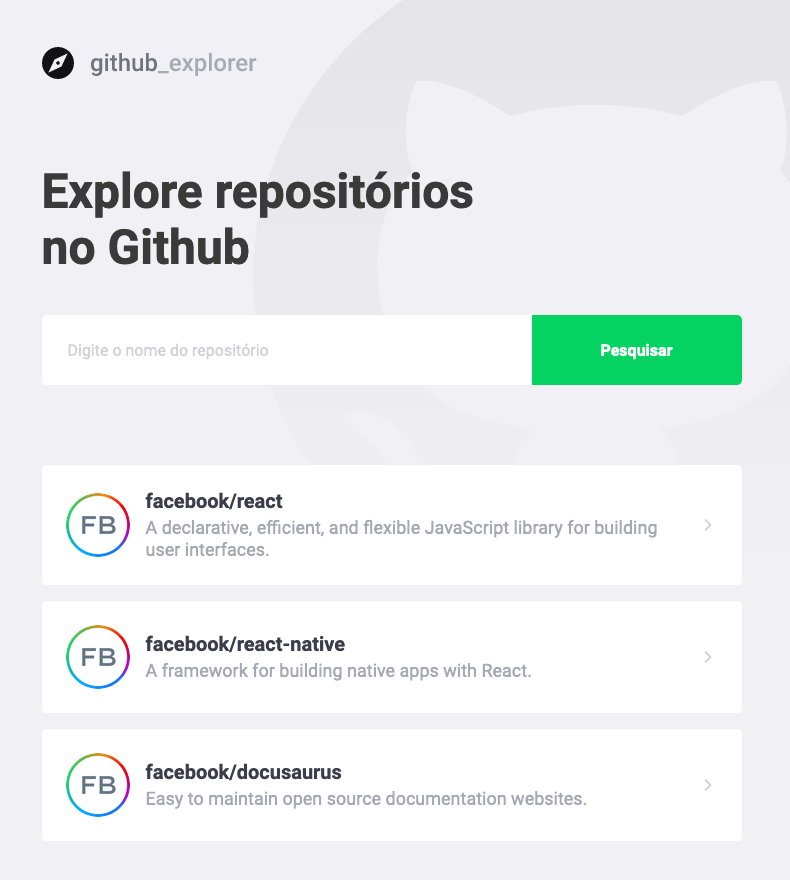 github_explorer
Explore repositórios
no Github
Digite o nome do repositório
Pesquisar
FB
facebook/react
A declarative, efficient, and flexible JavaScript library for building
user interfaces.
FB
facebook/react-native
A framework for building native apps with React.
FB
facebook/docusaurus
Easy to maintain open source documentation websites.